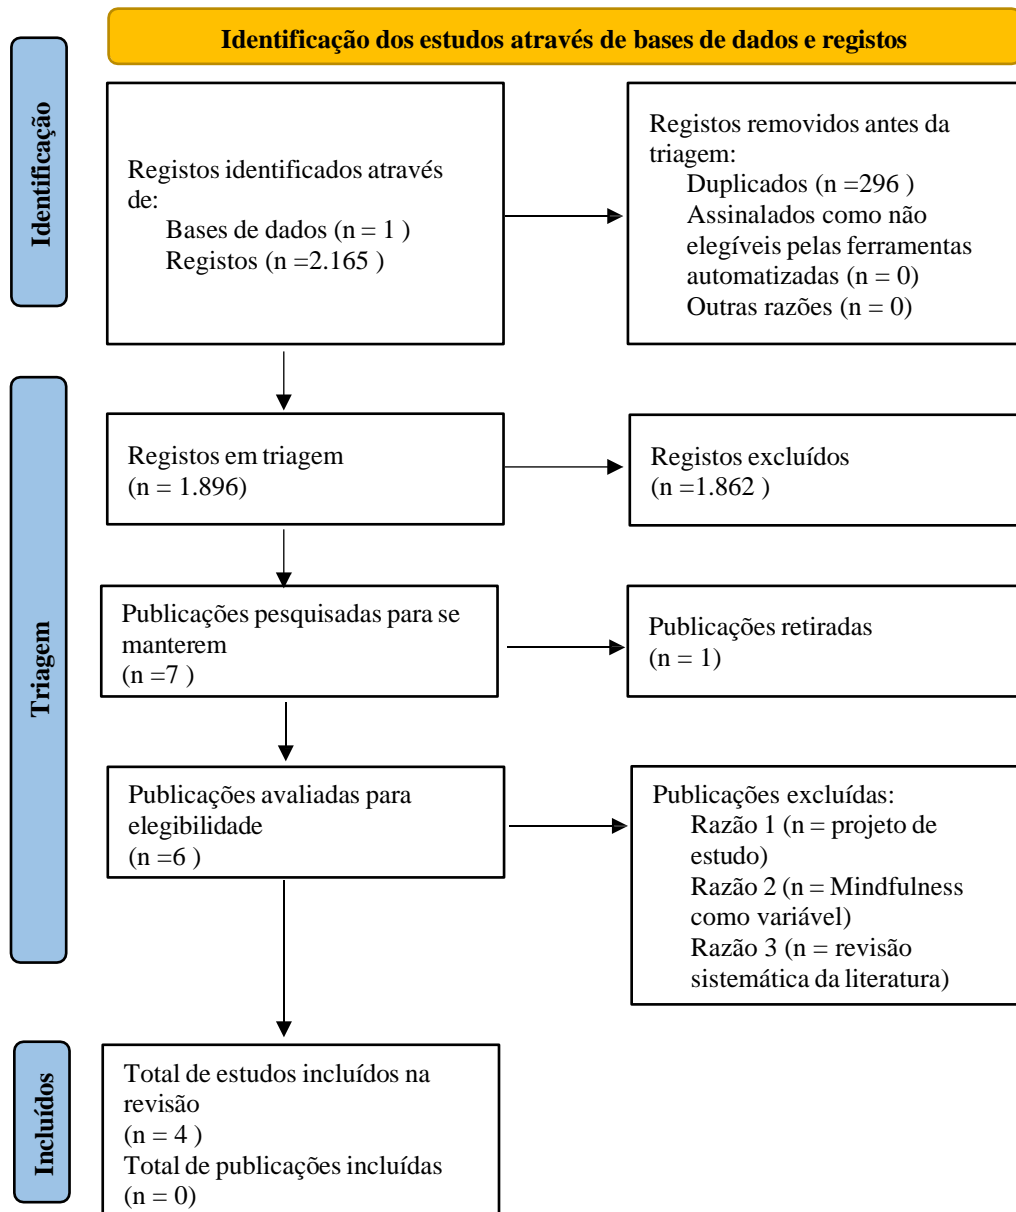 Identificação dos estudos através de bases de dados e registos
Identificação
Registos identificados através
de:
Bases de dados (n = 1 )
Registos (n =2.165 )
Registos removidos antes da
triagem:
Duplicados (n =296 )
Assinalados como não
elegíveis pelas ferramentas
automatizadas (n = 0)
Outras razões (n = 0)
Triagem
Registos em triagem
(n = 1.896)
Registos excluídos
(n =1.862 )
Publicações pesquisadas para se
manterem
(n =7 )
Publicações retiradas
(n = 1)
Publicações avaliadas para
elegibilidade
(n =6 )
Publicações excluídas:
Razão 1 (n = projeto de
estudo)
Razão 2 (n = Mindfulness
como variável)
Razão 3 (n = revisão
sistemática da literatura)
Incluídos
Total de estudos incluídos na
revisão
(n = 4 )
Total de publicações incluídas
(n = 0)